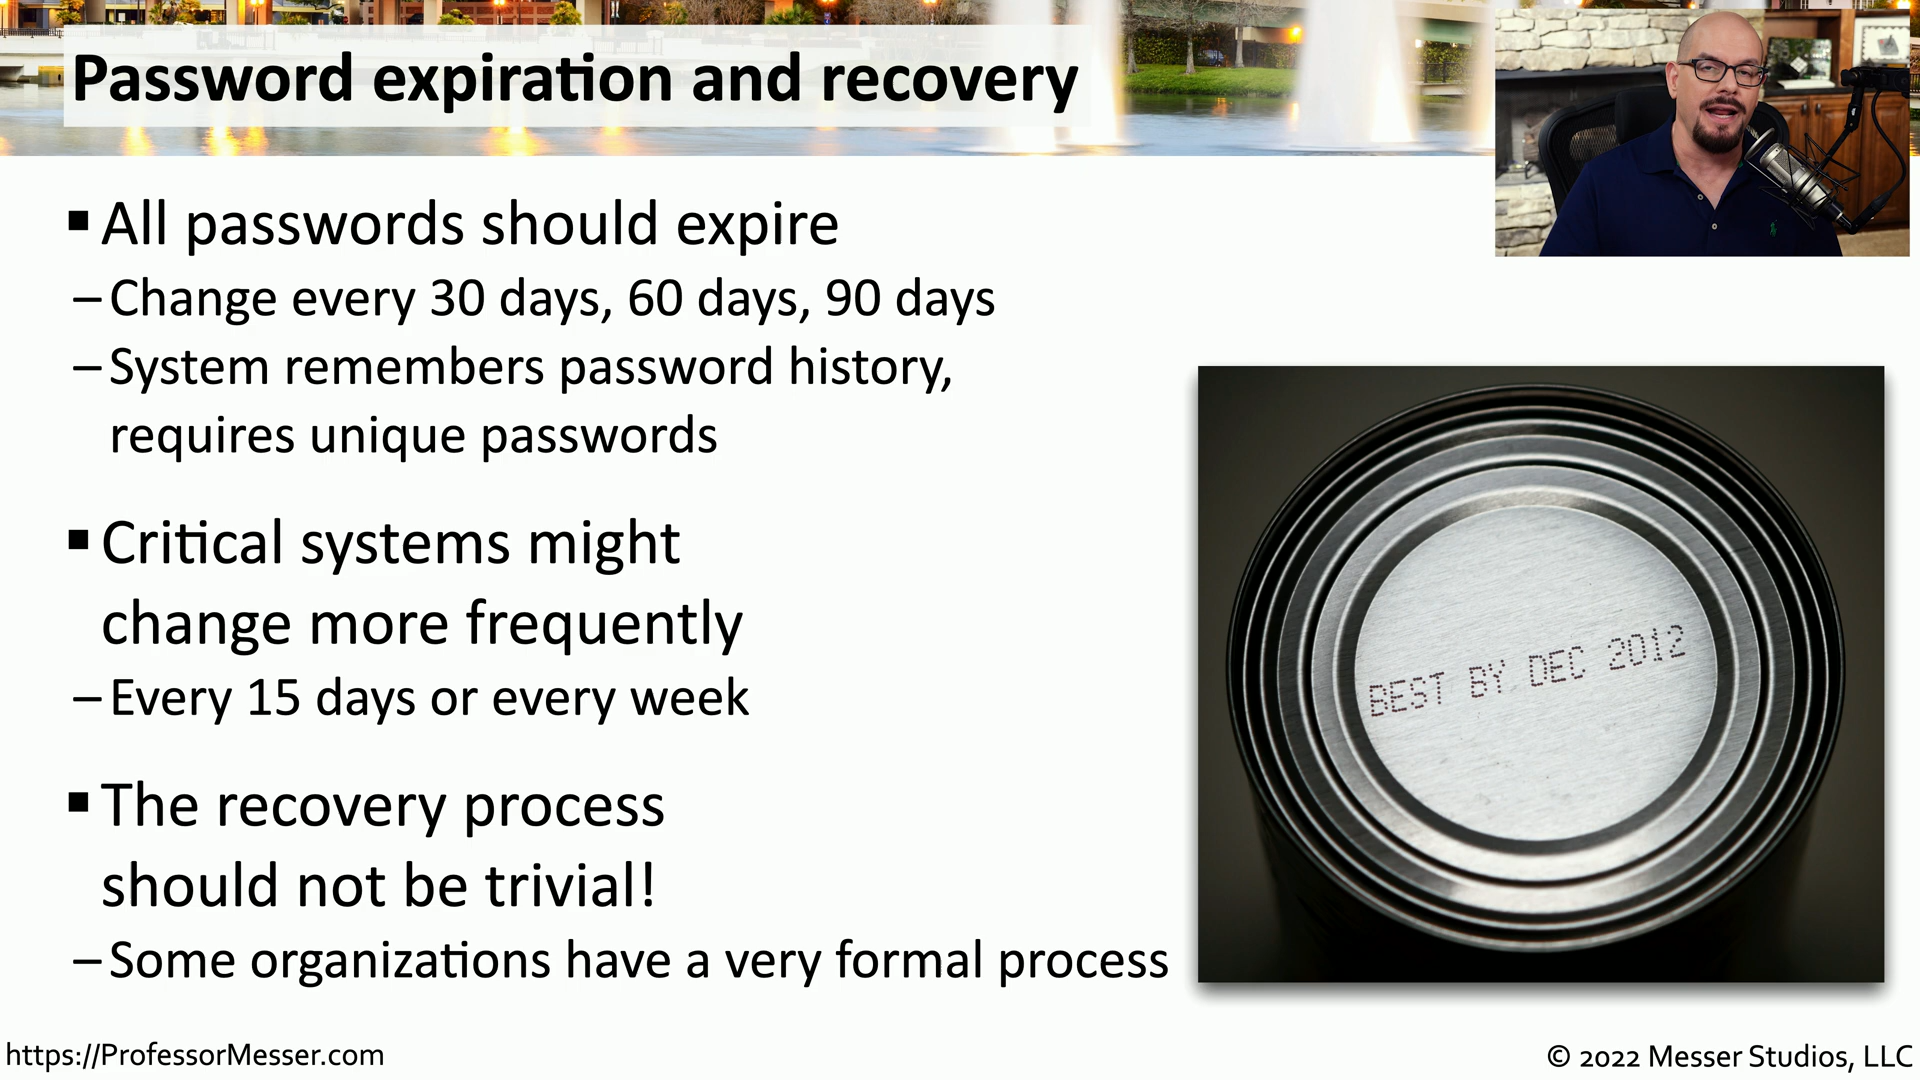 Password expiration and recovery
▪ All passwords should expire
– Change every 30 days, 60 days, 90 days
– System remembers password history,
requires unique passwords
▪ Critical systems might
change more frequently
– Every 15 days or every week
▪ The recovery process
should not be trivial!
– Some organizations have a very formal process
BEST BY DEC 2012
https://ProfessorMesser.com
© 2022 Messer Studios, LLC